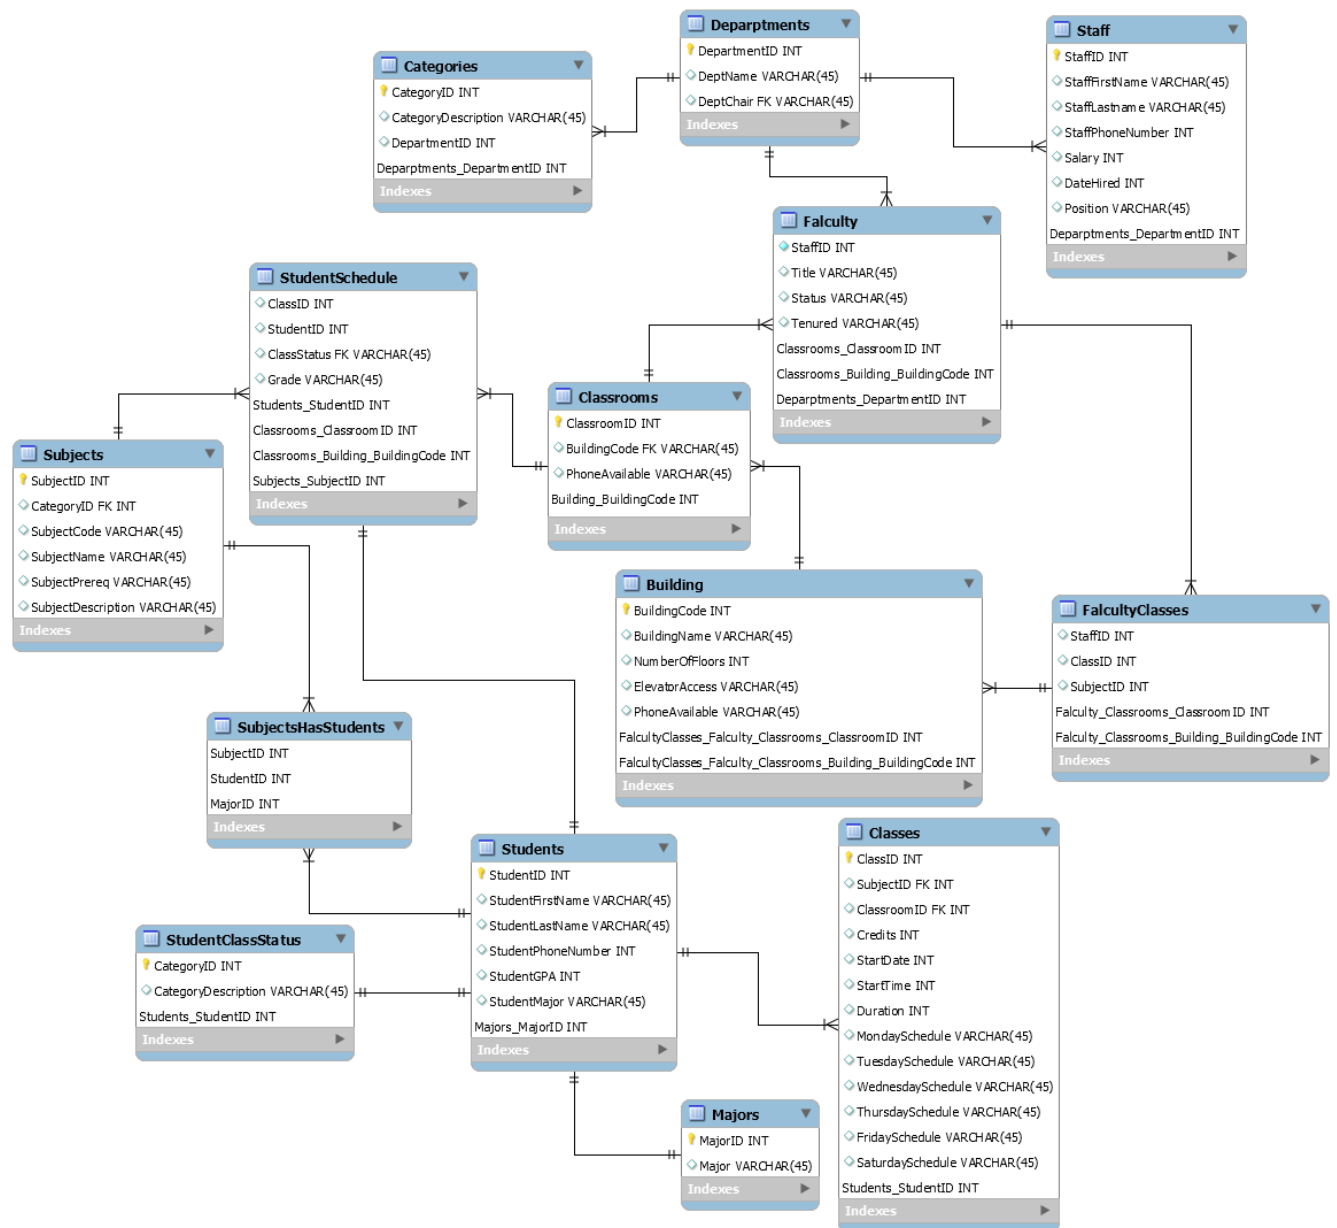 Deparptments
DepartmentID INT
DeptName VARCHAR(45)
DeptChair FK VARCHAR(45)
Indexes
Staff
StaffID INT
StaffFirstName VARCHAR(45)
StaffLastname VARCHAR(45)
StaffPhoneNumber INT
Salary INT
DateHired INT
Position VARCHAR(45)
Deparptments_DepartmentID INT
Indexes
Categories
CategoryID INT
CategoryDescription VARCHAR(45)
DepartmentID INT
Deparptments_DepartmentID INT
Indexes
Falculty
StaffID INT
Title VARCHAR(45)
Status VARCHAR(45)
Tenured VARCHAR(45)
Classrooms_ClassroomID INT
Classrooms_Building_BuildingCode INT
Deparptments_DepartmentID INT
Indexes
StudentSchedule
ClassID INT
StudentID INT
ClassStatus FK VARCHAR(45)
Grade VARCHAR(45)
Students_StudentID INT
Classrooms_ClassroomID INT
Classrooms_Building_BuildingCode INT
Subjects_SubjectID INT
Indexes
Classrooms
ClassroomID INT
BuildingCode FK VARCHAR(45)
PhoneAvailable VARCHAR(45)
Building_BuildingCode INT
Indexes
Subjects
SubjectID INT
CategoryID FK INT
SubjectCode VARCHAR(45)
SubjectName VARCHAR(45)
SubjectPrereq VARCHAR(45)
SubjectDescription VARCHAR(45)
Indexes
Building
BuildingCode INT
BuildingName VARCHAR(45)
NumberOfFloors INT
ElevatorAccess VARCHAR(45)
PhoneAvailable VARCHAR(45)
FalcultyClasses_Falculty_Classrooms_ClassroomID INT
FalcultyClasses_Falculty_Classrooms_Building_BuildingCode INT
Indexes
FalcultyClasses
StaffID INT
ClassID INT
SubjectID INT
Falculty_Classrooms_ClassroomID INT
Falculty_Classrooms_Building_BuildingCode INT
Indexes
SubjectsHasStudents
SubjectID INT
StudentID INT
MajorID INT
Indexes
Students
StudentID INT
StudentFirstName VARCHAR(45)
StudentLastName VARCHAR(45)
StudentPhoneNumber INT
StudentGPA INT
StudentMajor VARCHAR(45)
Majors_MajorID INT
Indexes
Classes
ClassID INT
SubjectID FK INT
ClassroomID FK INT
Credits INT
StartDate INT
StartTime INT
Duration INT
MondaySchedule VARCHAR(45)
TuesdaySchedule VARCHAR(45)
WednesdaySchedule VARCHAR(45)
ThursdaySchedule VARCHAR(45)
FridaySchedule VARCHAR(45)
SaturdaySchedule VARCHAR(45)
Students_StudentID INT
Indexes
StudentClassStatus
CategoryID INT
CategoryDescription VARCHAR(45)
Students_StudentID INT
Indexes
Majors
MajorID INT
Major VARCHAR(45)
Indexes